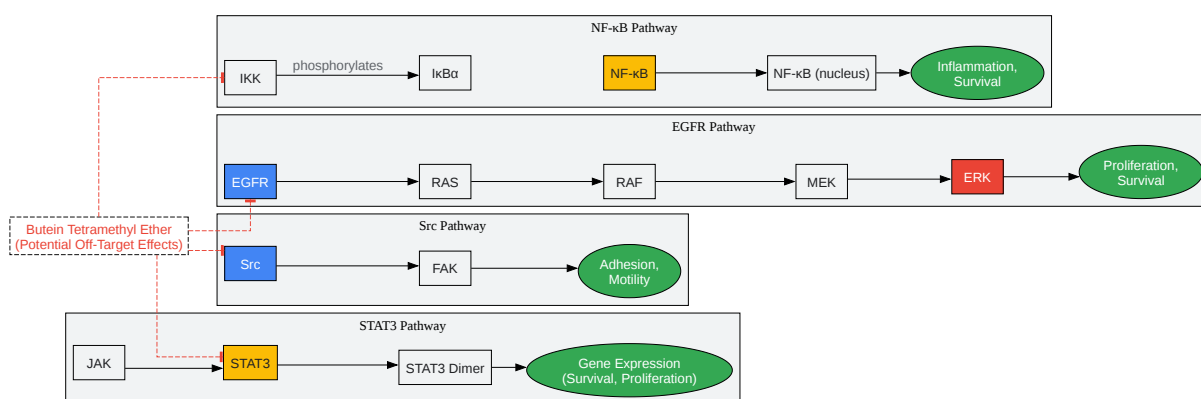 NF-κB Pathway
IKK
phosphorylates
IκBα
NF-κB
NF-κB (nucleus)
Inflammation,
Survival
EGFR Pathway
EGFR
RAS
RAF
MEK
ERK
Proliferation,
Survival
Butein Tetramethyl Ether
(Potential Off-Target Effects)
Src Pathway
Src
FAK
Adhesion,
Motility
STAT3 Pathway
JAK
STAT3
STAT3 Dimer
Gene Expression
(Survival, Proliferation)